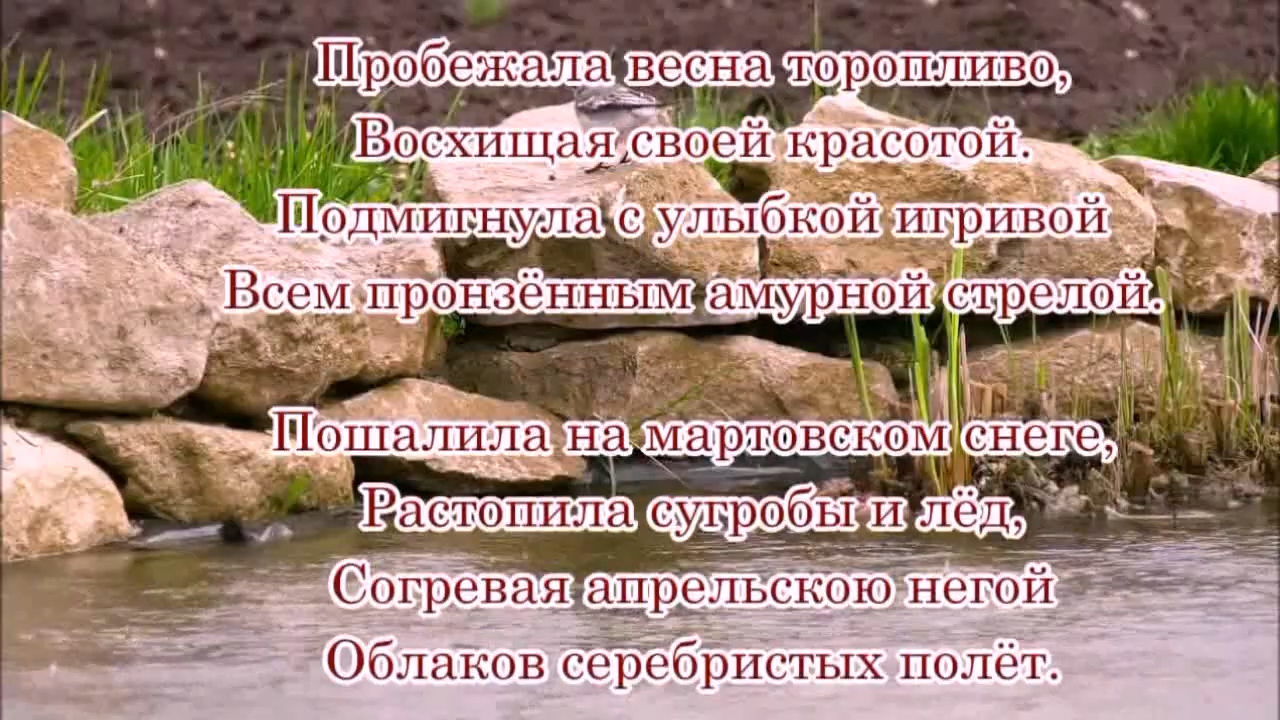 Пробежала весна торопливо,
Восхищая своей красотой.
Подмигнула с улыбкой игривой
Всем пронзённым амурной стрелой.
Пошалила на мартовском снеге,
Растопила сугробы и лёд,
Согревая апрельскою негой
Облаков серебристых полёт.